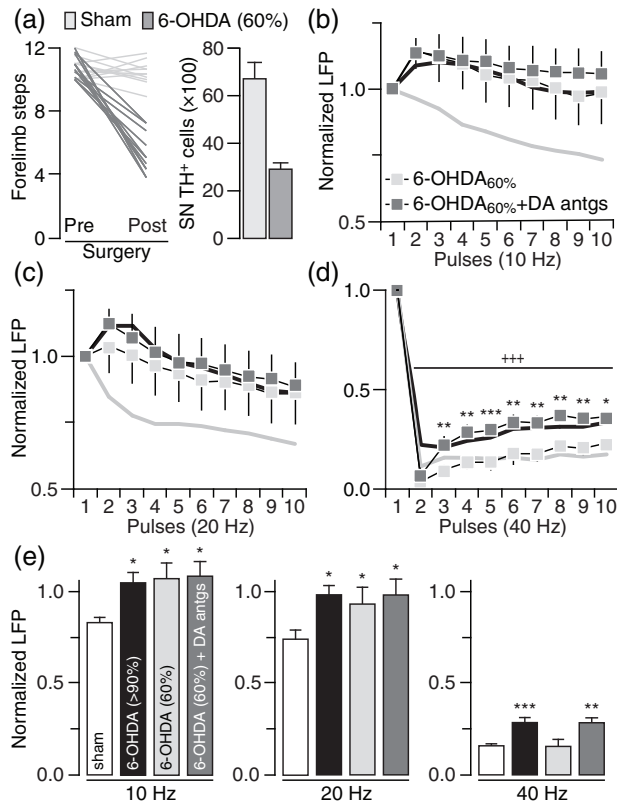 (a)
Sham
6-OHDA (60%)
Forelimb steps
12
8
4
0
Pre
Post
Surgery
SN TH⁺ cells (×100)
80
60
40
20
0
(b)
Normalized LFP
1.0
0.5
6-OHDA₆₀%
6-OHDA₆₀%+DA antgs
1 2 3 4 5 6 7 8 9 10
Pulses (10 Hz)
(c)
Normalized LFP
1.0
0.5
1 2 3 4 5 6 7 8 9 10
Pulses (20 Hz)
(d)
1.0
0.5
0.0
+++
** ** *** ** ** ** ** *
1 2 3 4 5 6 7 8 9 10
Pulses (40 Hz)
(e)
Normalized LFP
1.0
0.5
0.0
* * *
sham
6-OHDA (>90%)
6-OHDA (60%)
6-OHDA (60%) + DA antgs
10 Hz
1.0
0.5
0.0
* * *
20 Hz
1.0
0.5
0.0
*** **
40 Hz